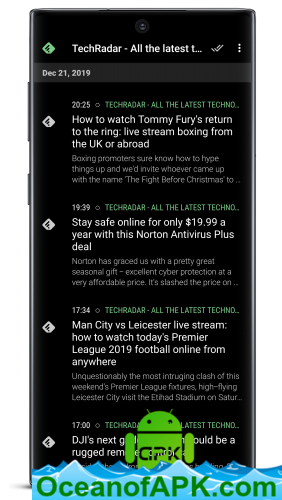 TechRadar - All the latest t...
Dec 21, 2019
20:25 ○ TECHRADAR - ALL THE LATEST TECHNO...
How to watch Tommy Fury's return
to the ring: live stream boxing from
the UK or abroad
Boxing promoters sure know how to hype
things up and we'd invite whoever came up
with the name 'The Fight Before Christmas' to ...
19:39 ○ TECHRADAR - ALL THE LATEST TECHNO...
Stay safe online for only $19.99 a
year with this Norton Antivirus Plus
deal
Norton has graced us with a pretty great
seasonal gift – excellent cyber protection at a
very affordable price. It's slashed the price on ...
17:34 ○ TECHRADAR - ALL THE LATEST TECHNO...
Man City vs Leicester live stream:
how to watch today's Premier
League 2019 football online from
anywhere
Unquestionably the most intruging clash of this
weekend's Premier League fixtures, high-flying
Leicester City visit the Etihad Stadium on Satur...
17:00 ○ TECHRADAR - ALL THE LATEST TECHNO...
DJI's next could be a
rugged
APK
OceanofAPK.com